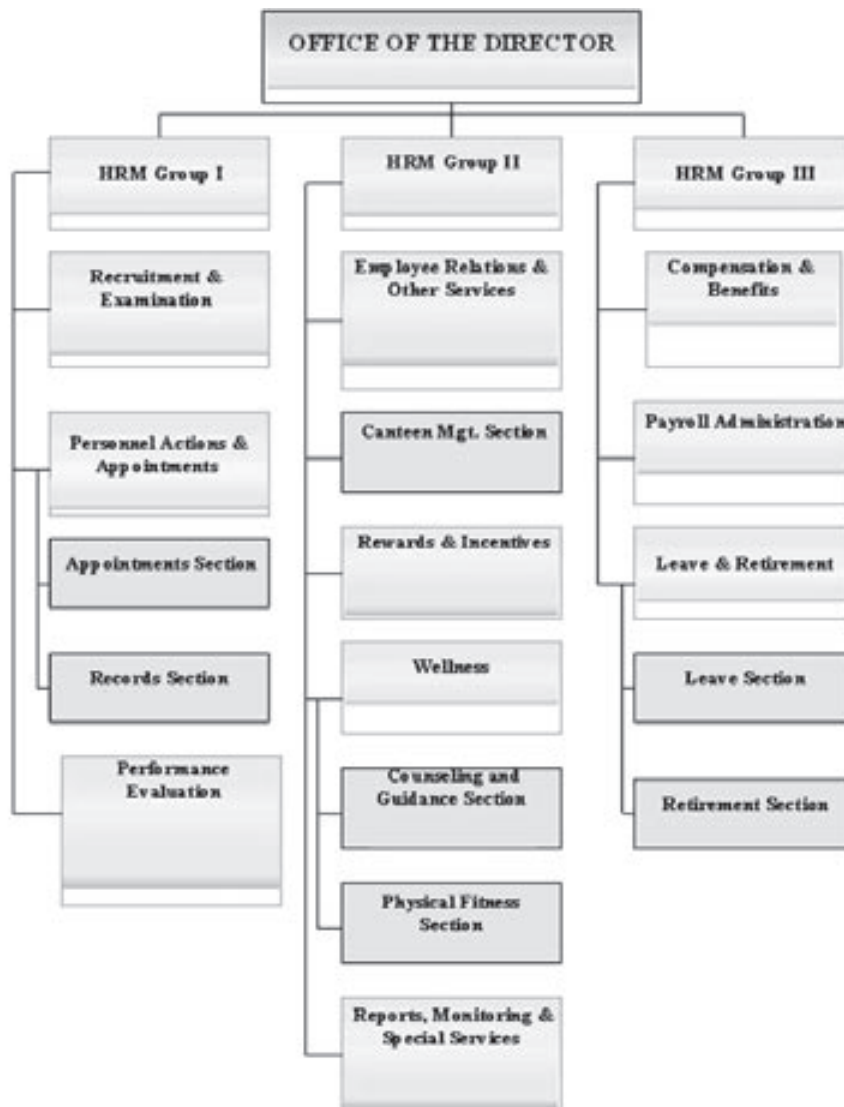 OFFICE OF THE DIRECTOR
HRM Group I
Recruitment &
Examination
Personnel Actions &
Appointments
Appointments Section
Records Section
Performance
Evaluation
HRM Group II
Employee Relations &
Other Services
Canteen Mgt. Section
Rewards & Incentives
Wellness
Counseling and
Guidance Section
Physical Fitness
Section
Reports, Monitoring &
Special Services
HRM Group III
Compensation &
Benefits
Payroll Administration
Leave & Retirement
Leave Section
Retirement Section